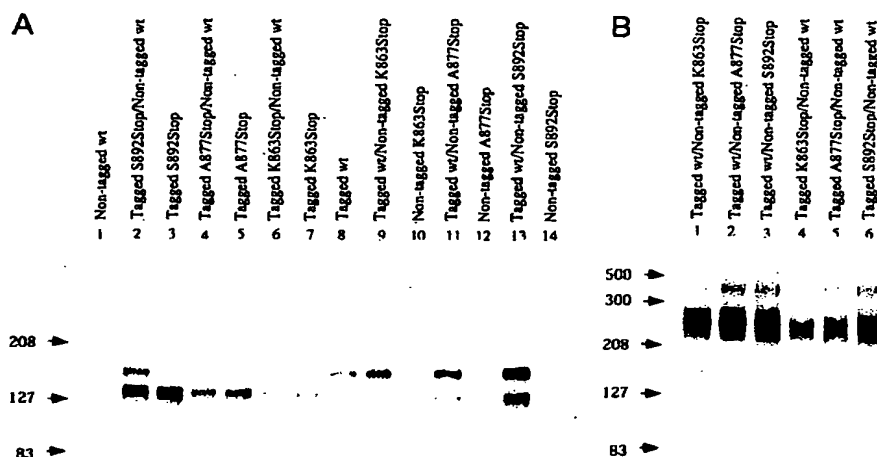 A
Non-tagged wt
Tagged S892Stop/Non-tagged wt
Tagged S892Stop
Tagged A877Stop/Non-tagged wt
Tagged A877Stop
Tagged K863Stop/Non-tagged wt
Tagged K863Stop
Tagged wt
Tagged wt/Non-tagged K863Stop
Non-tagged K863Stop
Tagged wt/Non-tagged A877Stop
Non-tagged A877Stop
Tagged wt/Non-tagged S892Stop
Non-tagged S892Stop
1 2 3 4 5 6 7 8 9 10 11 12 13 14
208
127
83
B
Tagged wt/Non-tagged K863Stop
Tagged wt/Non-tagged A877Stop
Tagged wt/Non-tagged S892Stop
Tagged K863Stop/Non-tagged wt
Tagged A877Stop/Non-tagged wt
Tagged S892Stop/Non-tagged wt
1 2 3 4 5 6
500
300
208
127
83